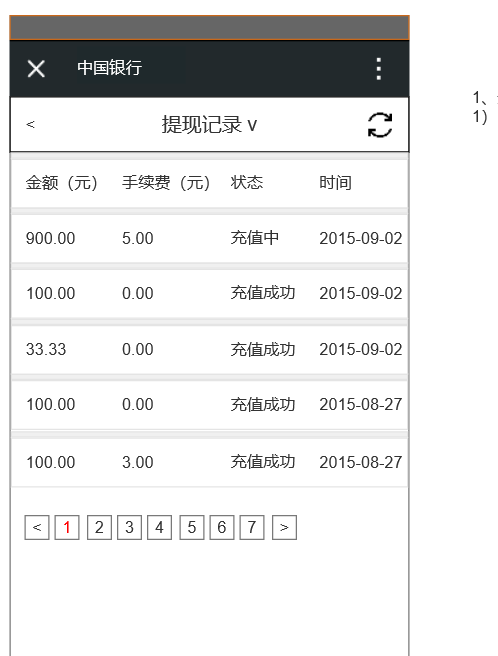 中国银行
< 提现记录 v
金额（元） 手续费（元） 状态 时间
900.00 5.00 充值中 2015-09-02
100.00 0.00 充值成功 2015-09-02
33.33 0.00 充值成功 2015-09-02
100.00 0.00 充值成功 2015-08-27
100.00 3.00 充值成功 2015-08-27
< 1 2 3 4 5 6 7 >
1、
1)